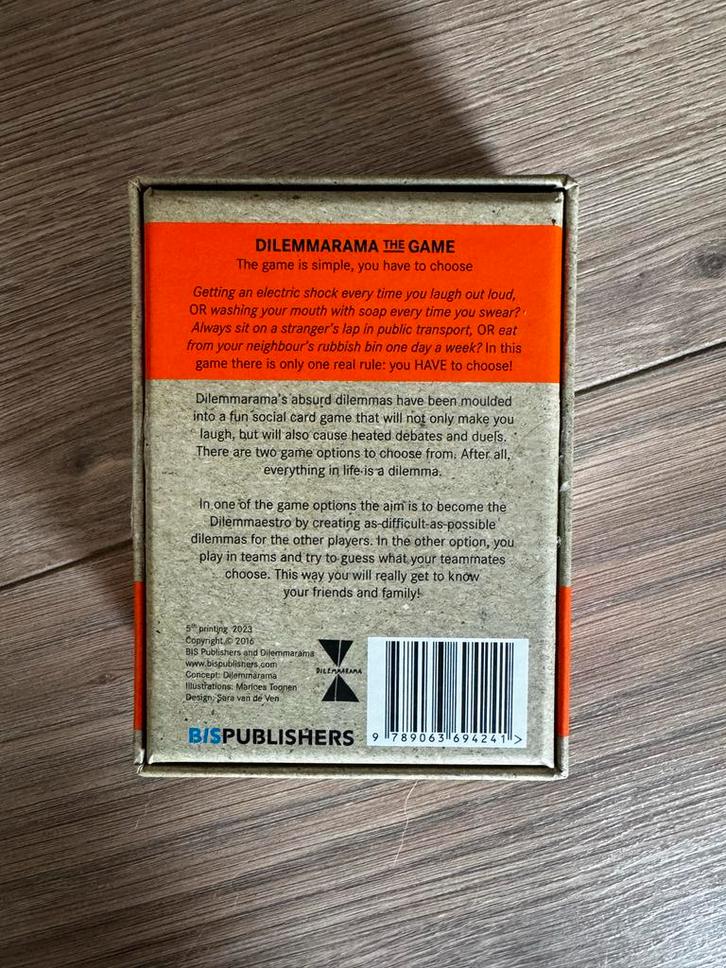 DILEMMARAMA THE GAME
The game is simple, you have to choose
Getting an electric shock every time you laugh out loud,
OR washing your mouth with soap every time you swear?
Always sit on a stranger's lap in public transport, OR eat
from your neighbour's rubbish bin one day a week? In this
game there is only one real rule: you HAVE to choose!
Dilemmarama's absurd dilemmas have been moulded
into a fun social card game that will not only make you
laugh, but will also cause heated debates and duels.
There are two game options to choose from. After all,
everything in life is a dilemma.
In one of the game options the aim is to become the
Dilemmaestro by creating as-difficult-as-possible
dilemmas for the other players. In the other option, you
play in teams and try to guess what your teammates
choose. This way you will really get to know
your friends and family!
5th printing 2023
Copyright © 2016
BIS Publishers and Dilemmarama
www.bispublishers.com
Concept: Dilemmarama
Illustrations: Marloes Toonen
Design: Sara van de Ven
DILEMMARAMA
BISPUBLISHERS
9 789063 694241 >